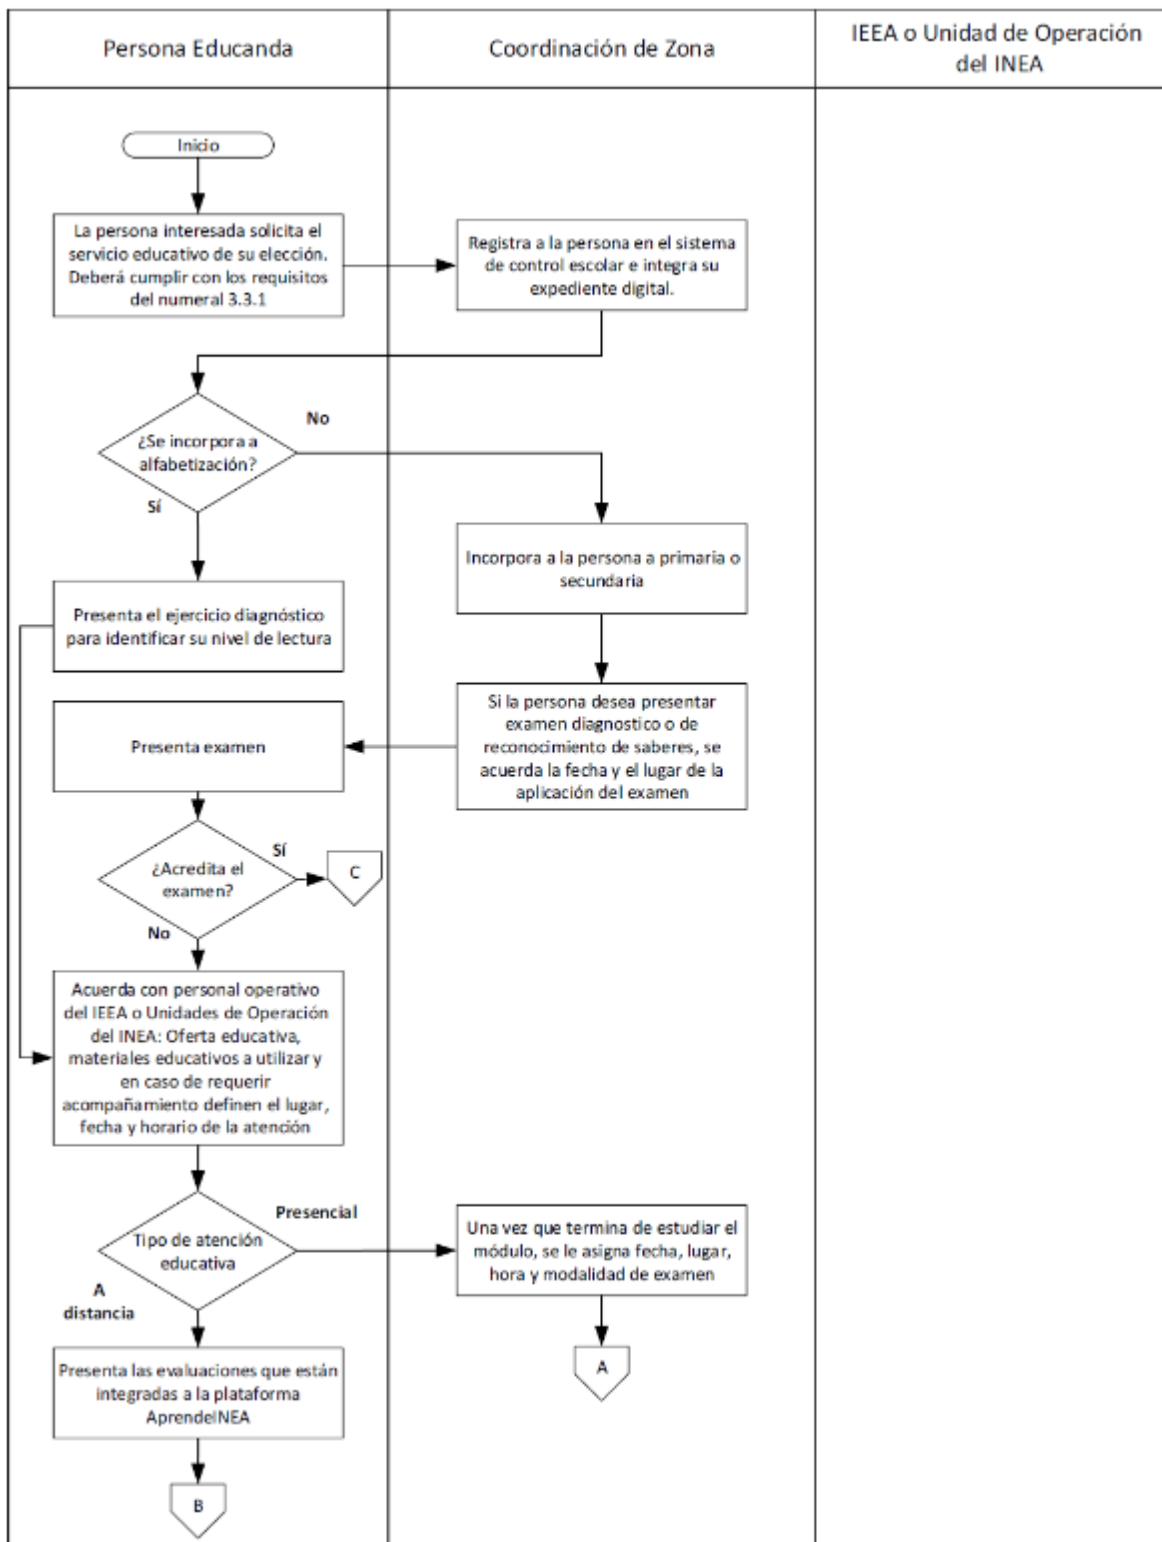 Persona Educanda
Coordinación de Zona
IEEA o Unidad de Operación
del INEA
Inicio
La persona interesada solicita el
servicio educativo de su elección.
Deberá cumplir con los requisitos
del numeral 3.3.1
Registra a la persona en el sistema
de control escolar e integra su
expediente digital.
¿Se incorpora a
alfabetización?
No
Sí
Incorpora a la persona a primaria o
secundaria
Presenta el ejercicio diagnóstico
para identificar su nivel de lectura
Si la persona desea presentar
examen diagnostico o de
reconocimiento de saberes, se
acuerda la fecha y el lugar de la
aplicación del examen
Presenta examen
¿Acredita el
examen?
Sí
C
No
Acuerda con personal operativo
del IEEA o Unidades de Operación
del INEA: Oferta educativa,
materiales educativos a utilizar y
en caso de requerir
acompañamiento definen el lugar,
fecha y horario de la atención
Tipo de atención
educativa
Presencial
Una vez que termina de estudiar el
módulo, se le asigna fecha, lugar,
hora y modalidad de examen
A
distancia
A
Presenta las evaluaciones que están
integradas a la plataforma
AprendeINEA
B